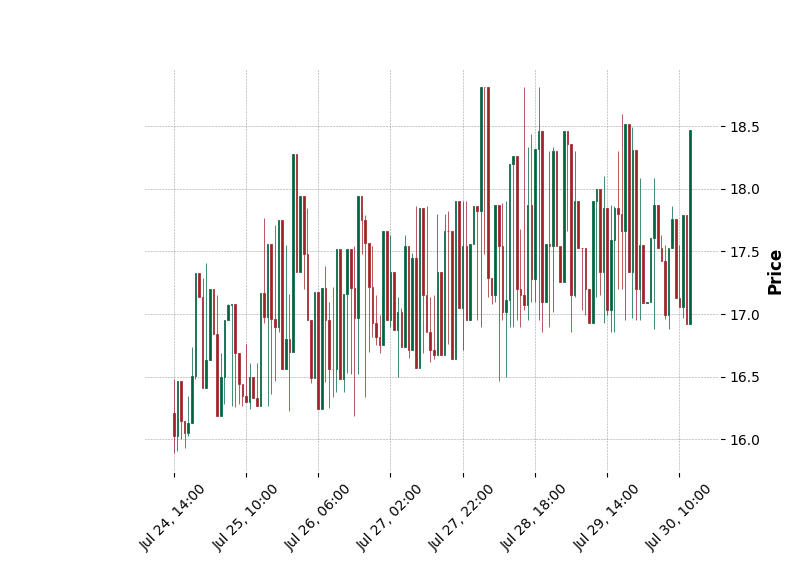 18.5
18.0
17.5
17.0
16.5
16.0
Price
Jul 24, 14:00
Jul 25, 10:00
Jul 26, 06:00
Jul 27, 02:00
Jul 27, 22:00
Jul 28, 18:00
Jul 29, 14:00
Jul 30, 10:00